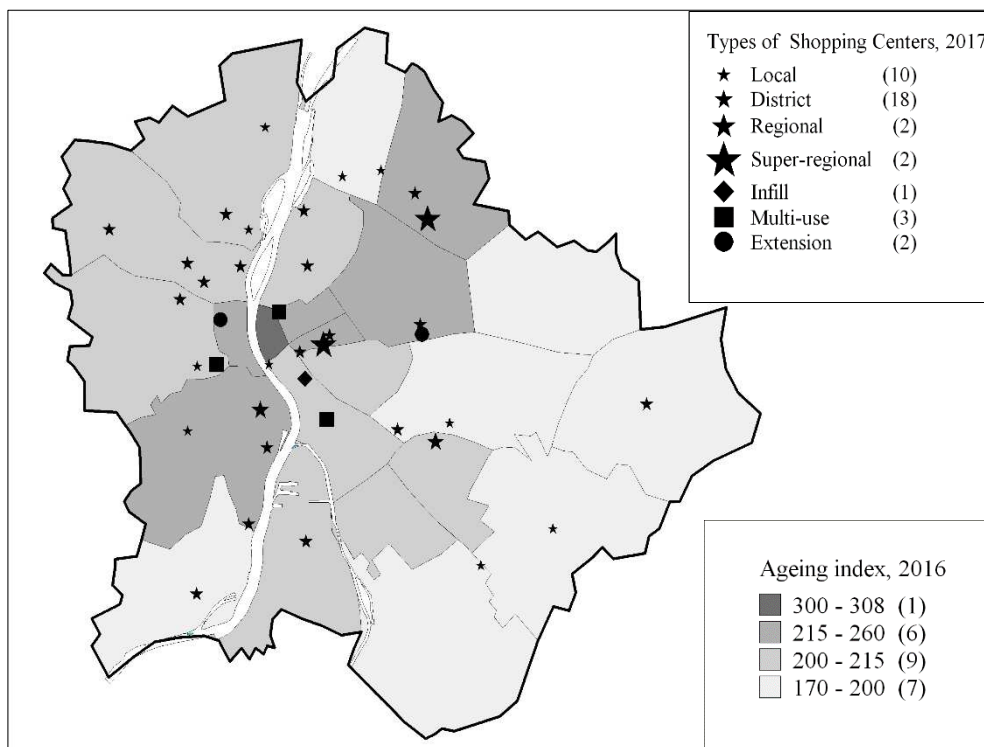 Types of Shopping Centers, 2017
Local (10)
District (18)
Regional (2)
Super-regional (2)
Infill (1)
Multi-use (3)
Extension (2)
Ageing index, 2016
300 - 308 (1)
215 - 260 (6)
200 - 215 (9)
170 - 200 (7)